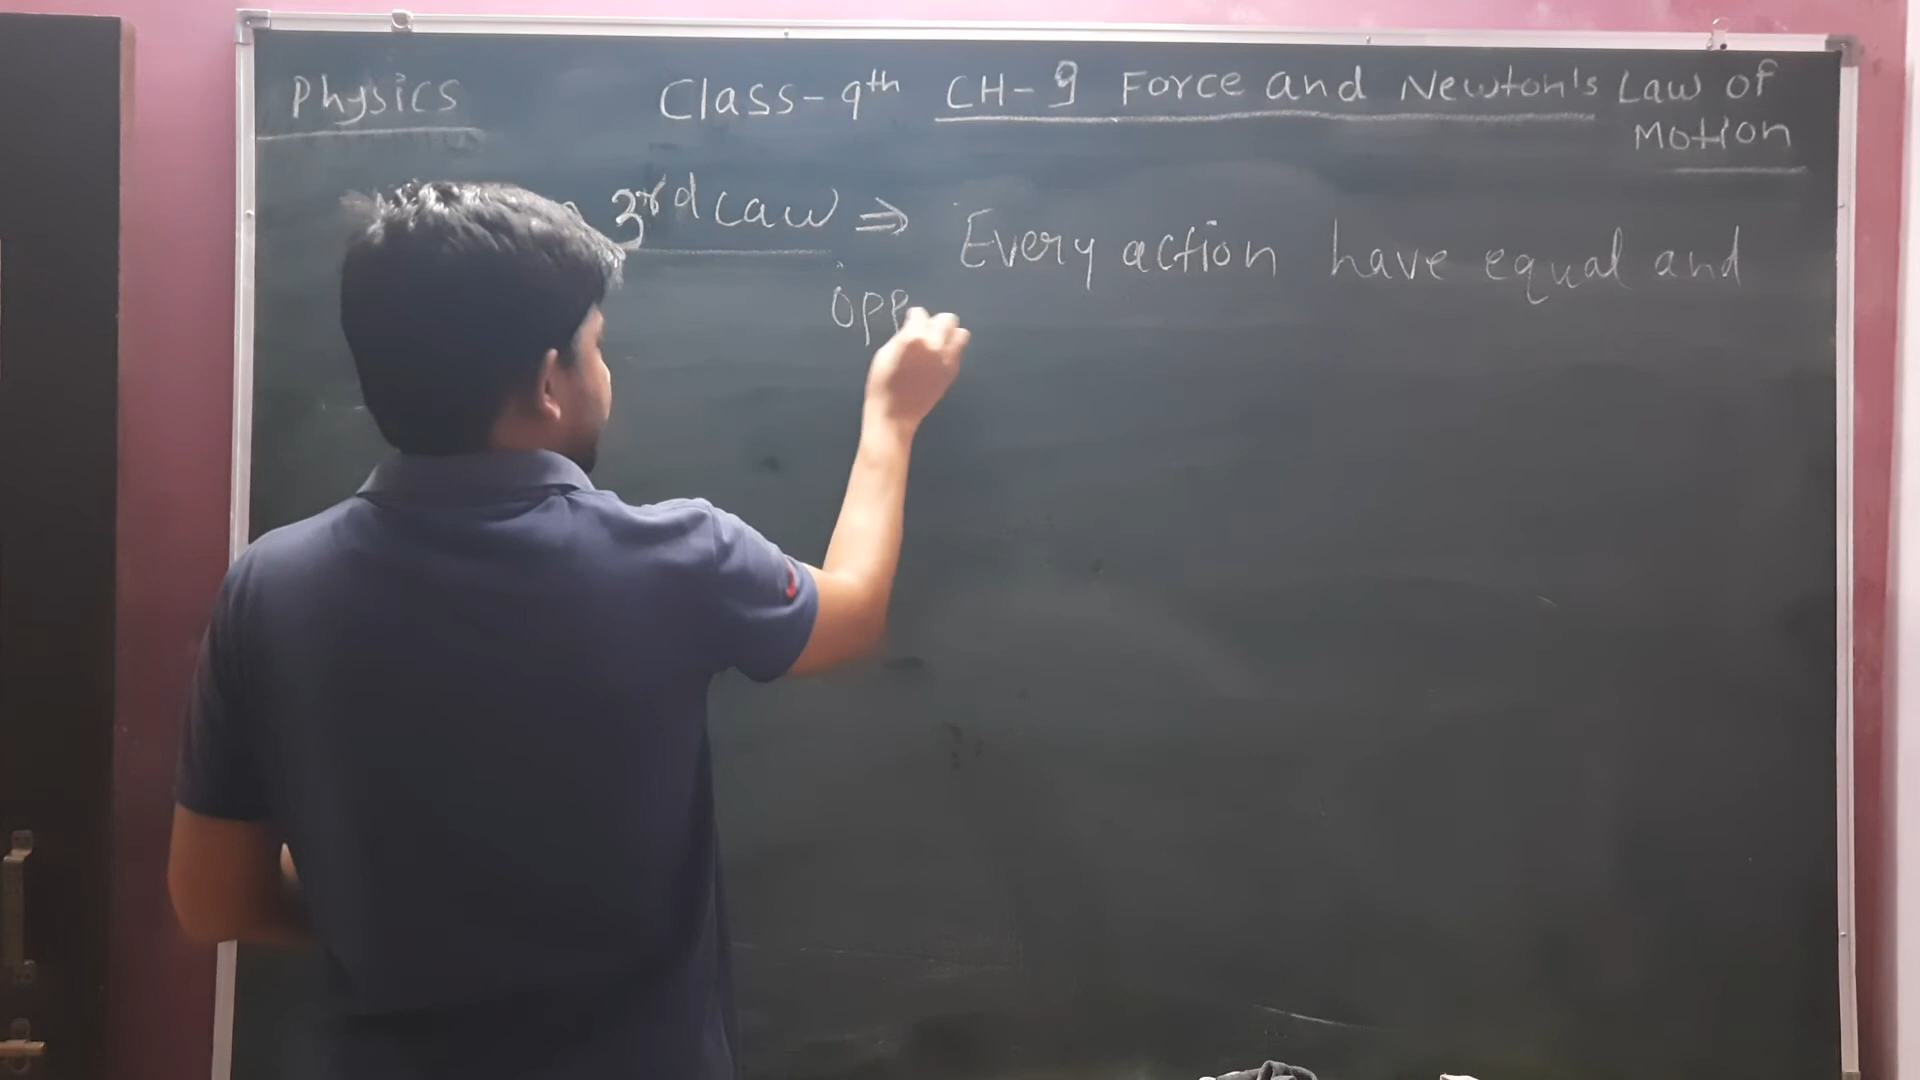 Physics Class-9th CH-9 Force and Newton's Law of
Motion
3rd Law ⇒ Every action have equal and
opp